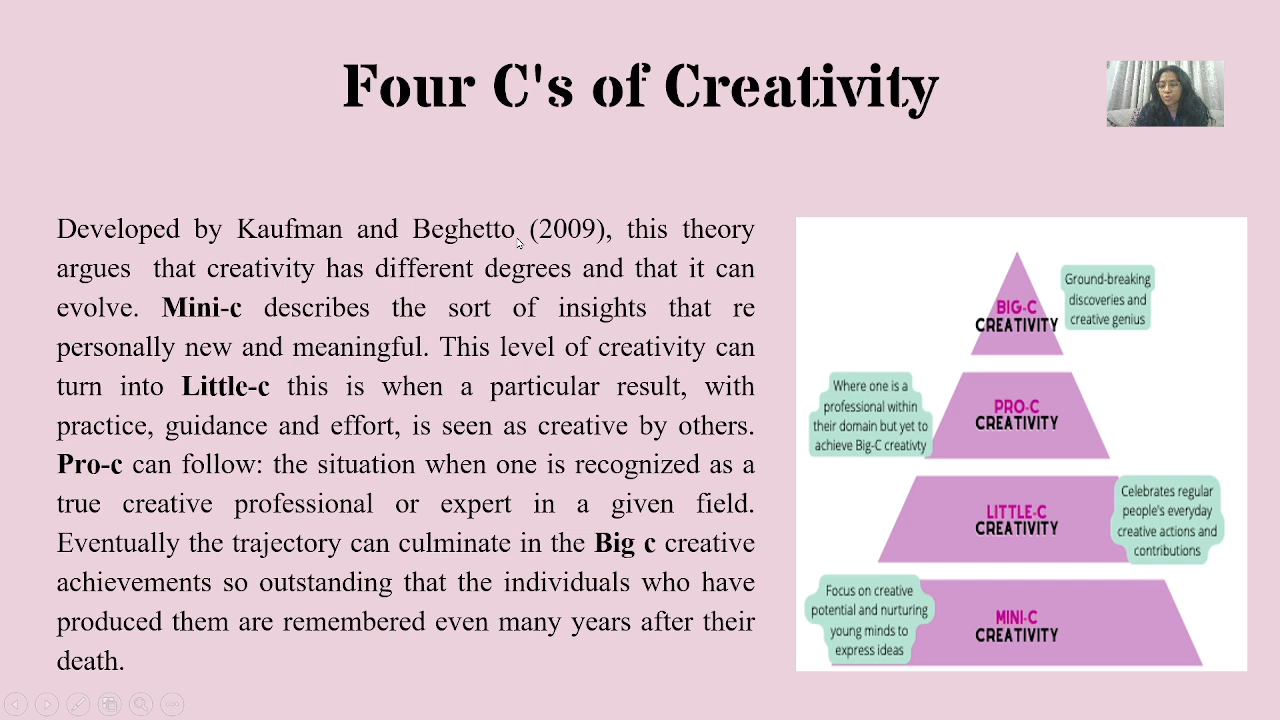 Four C's of Creativity
Developed by Kaufman and Beghetto (2009), this theory
argues that creativity has different degrees and that it can
evolve. Mini-c describes the sort of insights that re
personally new and meaningful. This level of creativity can
turn into Little-c this is when a particular result, with
practice, guidance and effort, is seen as creative by others.
Pro-c can follow: the situation when one is recognized as a
true creative professional or expert in a given field.
Eventually the trajectory can culminate in the Big c creative
achievements so outstanding that the individuals who have
produced them are remembered even many years after their
death.
BIG-C
CREATIVITY
Ground-breaking
discoveries and
creative genius
Where one is a
professional within
their domain but yet to
achieve Big-C creativty
PRO-C
CREATIVITY
LITTLE-C
CREATIVITY
Celebrates regular
people's everyday
creative actions and
contributions
Focus on creative
potential and nurturing
young minds to
express ideas
MINI-C
CREATIVITY